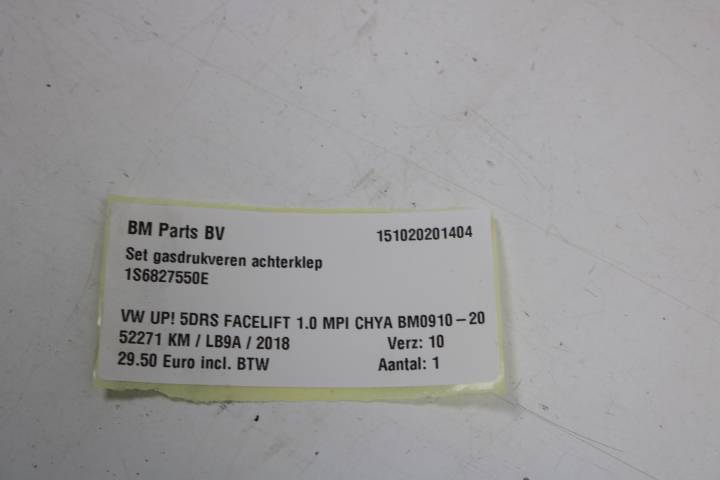 BM Parts BV 151020201404
Set gasdrukveren achterklep
1S6827550E
VW UP! 5DRS FACELIFT 1.0 MPI CHYA BM0910-20
52271 KM / LB9A / 2018 Verz: 10
29.50 Euro incl. BTW Aantal: 1